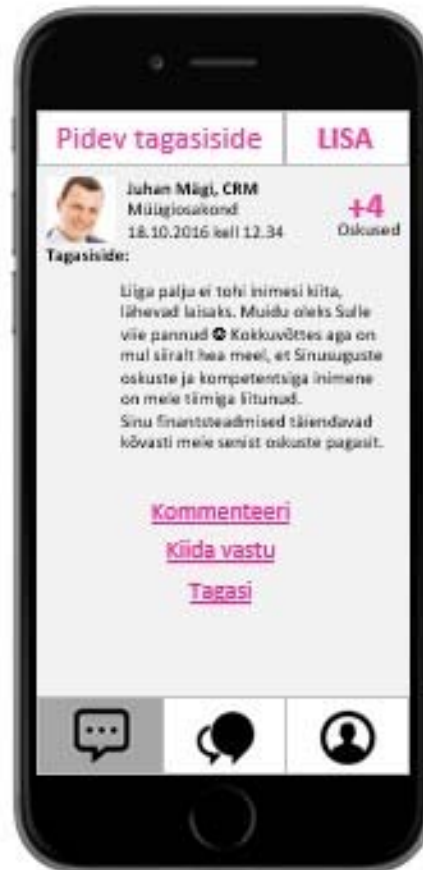 Pidev tagasiside
LISA
Juhan Mägi, CRM
Müügiosakond
18.10.2016 kell 12.34
+4
Oskused
Tagasiside:
Liiga palju ei tohi inimesi kiita,
lähevad laisaks. Muidu oleks Sulle
viie pannud
Kokkuvõttes aga on
mul siiralt hea meel, et Sinusuguste
oskuste ja kompetentsiga inimene
on meie tiimiga liitunud.
Sinu finantsteadmised täiendavad
kõvasti meie senist oskuste pagasit.
Kommenteeri
Kiida vastu
Tagasi